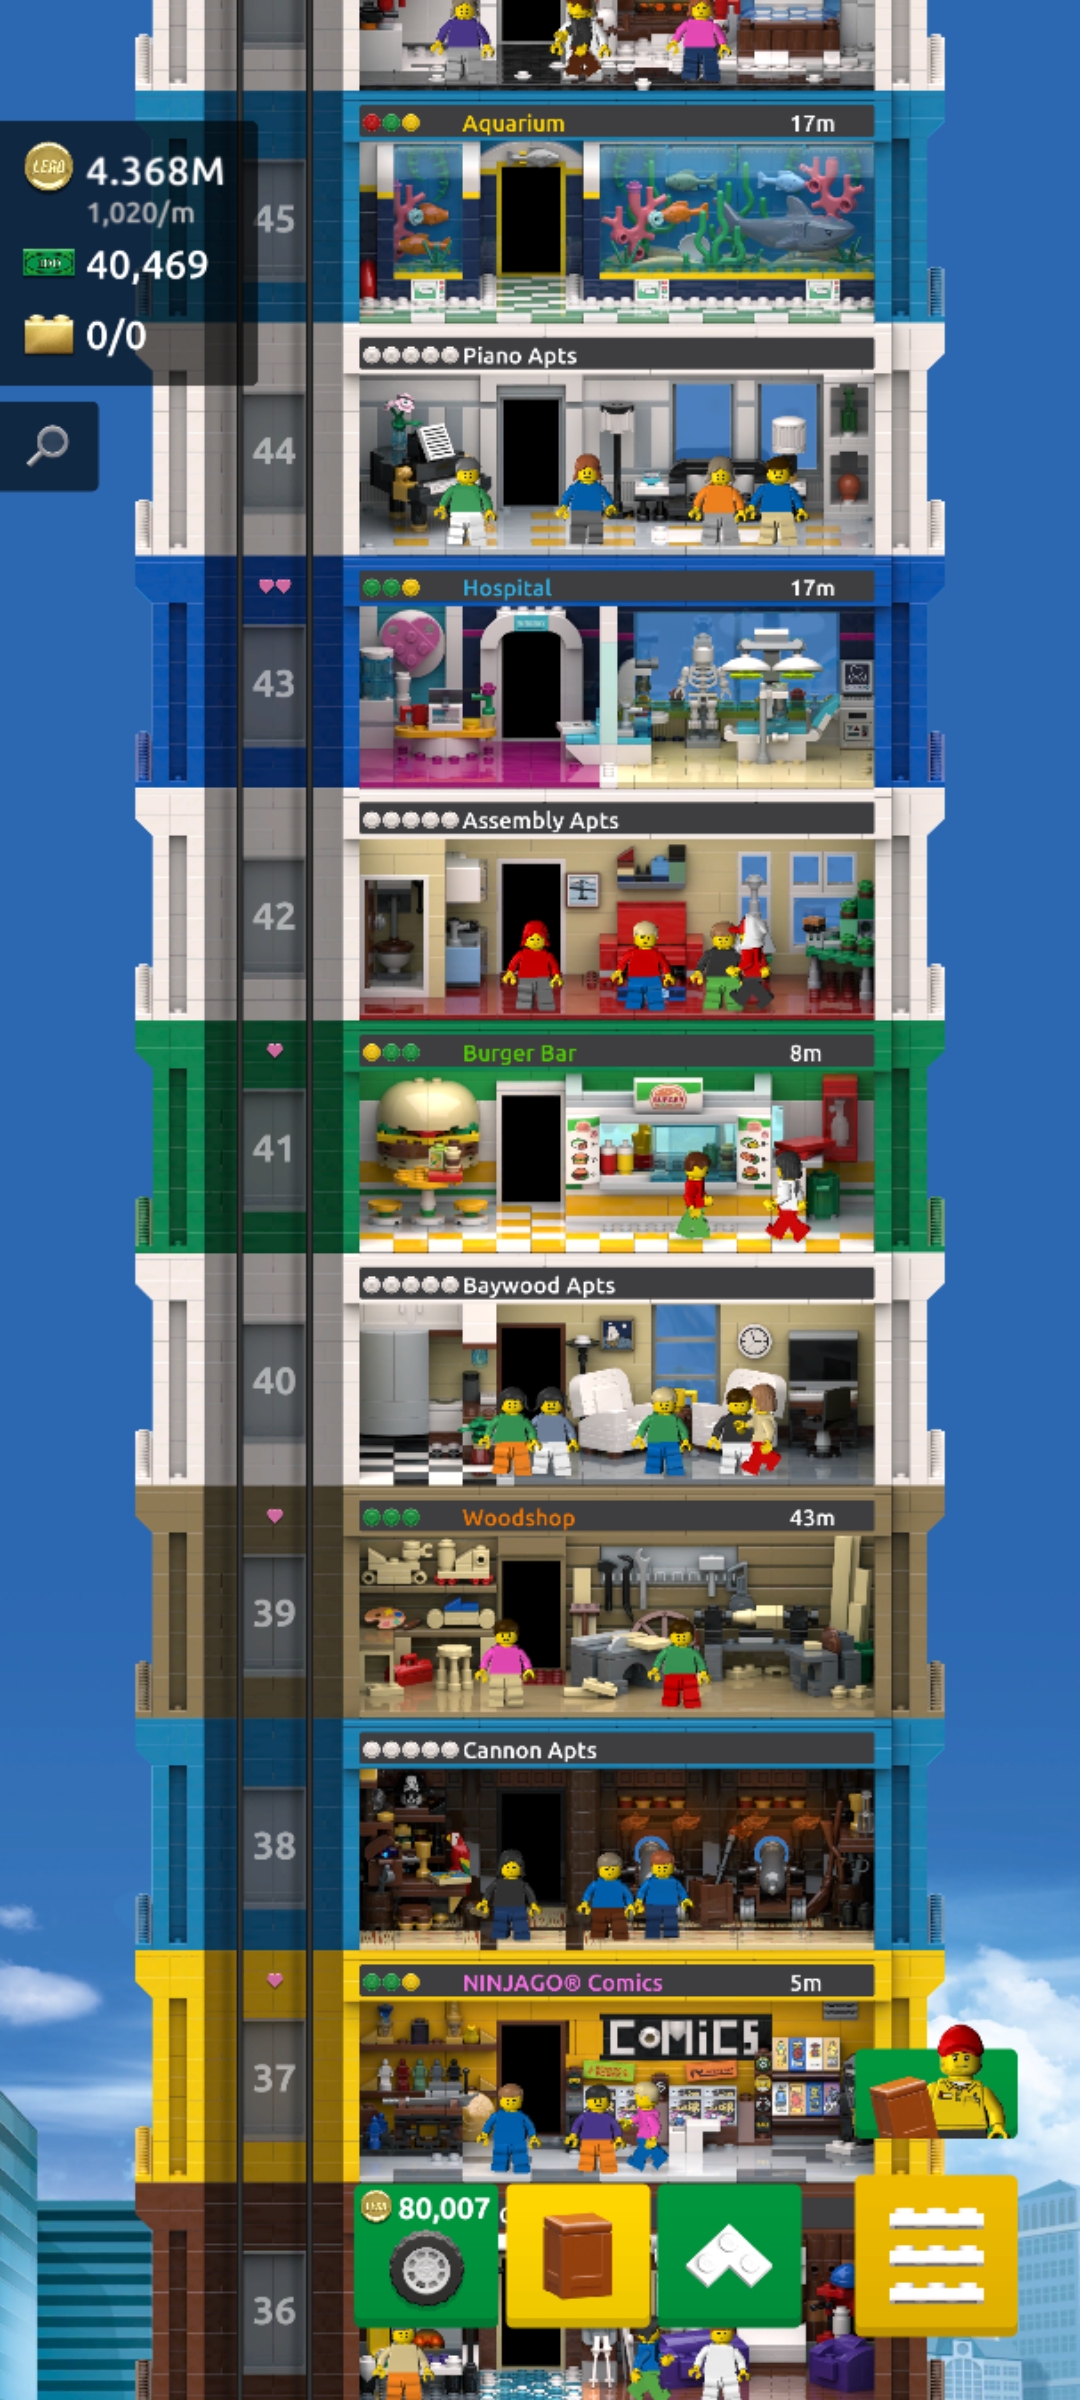 Aquarium 17m
4.368M
1,020/m
45
40,469
0/0
Piano Apts
44
Hospital 17m
43
Assembly Apts
42
Burger Bar 8m
BURGER
41
Baywood Apts
40
Woodshop 43m
39
Cannon Apts
38
NINJAGO® Comics 5m
COMiCS
37
80,007
36